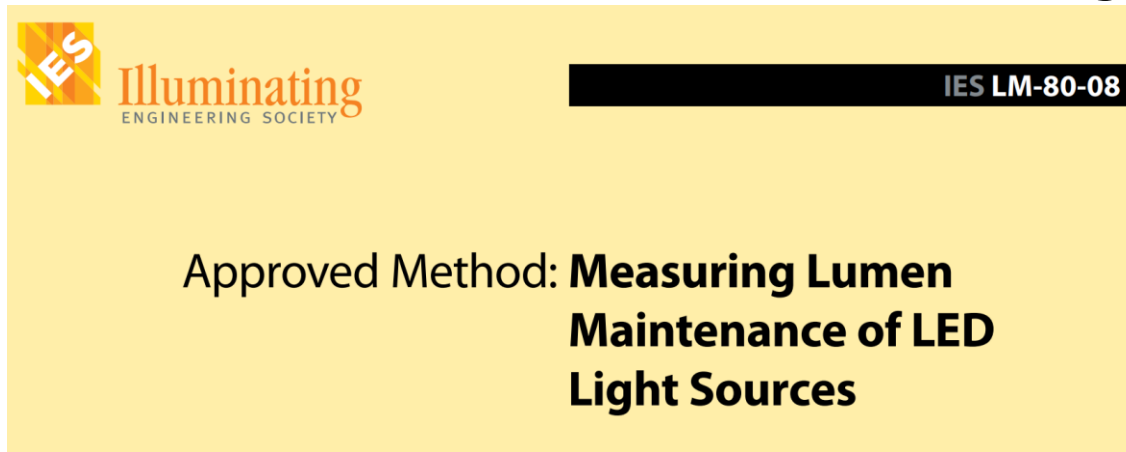 IES
Illuminating
ENGINEERING SOCIETY
IES LM-80-08
Approved Method: Measuring Lumen
Maintenance of LED
Light Sources